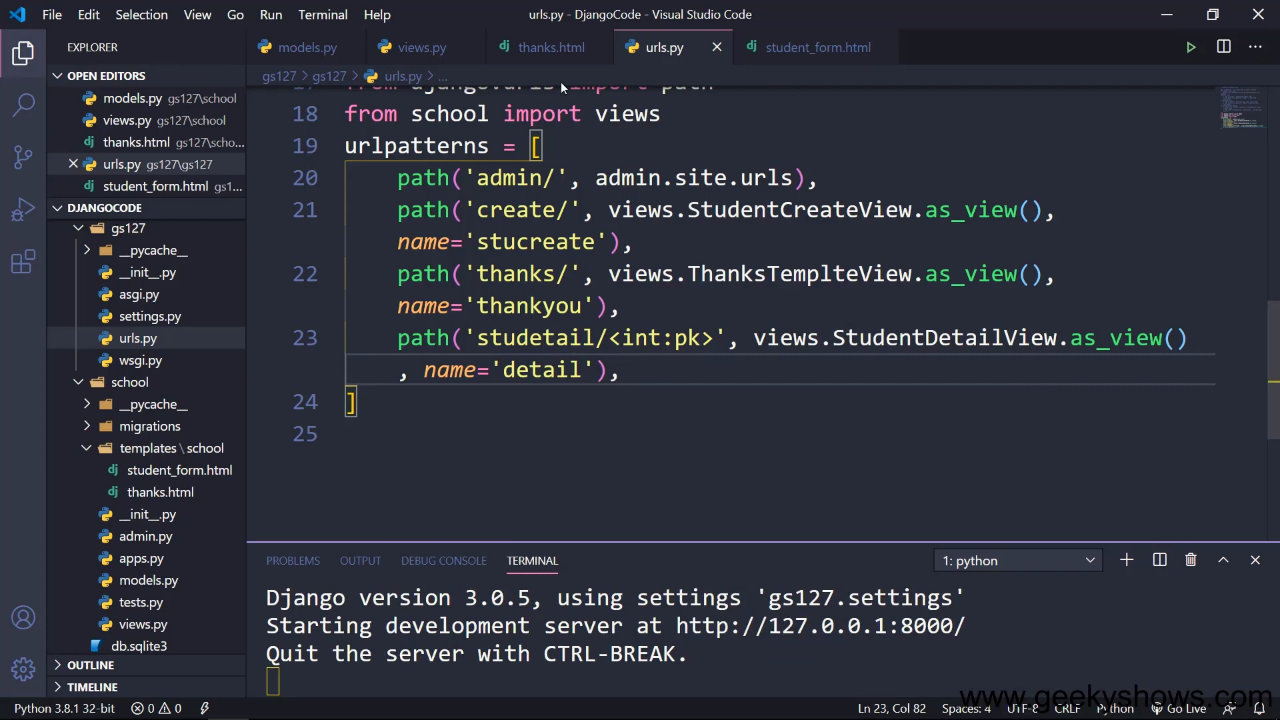 File Edit Selection View Go Run Terminal Help
urls.py - DjangoCode - Visual Studio Code
EXPLORER
OPEN EDITORS
models.py gs127\school
views.py gs127\school
thanks.html gs127\scho...
urls.py gs127\gs127
student_form.html gs1...
DJANGOCODE
gs127
__pycache__
__init__.py
asgi.py
settings.py
urls.py
wsgi.py
school
__pycache__
migrations
templates \ school
student_form.html
thanks.html
__init__.py
admin.py
apps.py
models.py
tests.py
views.py
db.sqlite3
OUTLINE
TIMELINE
models.py views.py thanks.html urls.py student_form.html
gs127 > gs127 > urls.py > ...
17 from django.urls import path
18 from school import views
19 urlpatterns = [
20 path('admin/', admin.site.urls),
21 path('create/', views.StudentCreateView.as_view(),
name='stucreate'),
22 path('thanks/', views.ThanksTemplteView.as_view(),
name='thankyou'),
23 path('studetail/<int:pk>', views.StudentDetailView.as_view()
, name='detail'),
24 ]
25
PROBLEMS OUTPUT DEBUG CONSOLE TERMINAL 1: python
Django version 3.0.5, using settings 'gs127.settings'
Starting development server at http://127.0.0.1:8000/
Quit the server with CTRL-BREAK.
www.geekyshows.com
Python 3.8.1 32-bit 0 0 Ln 23, Col 82 Spaces: 4 UTF-8 CRLF Python Go Live